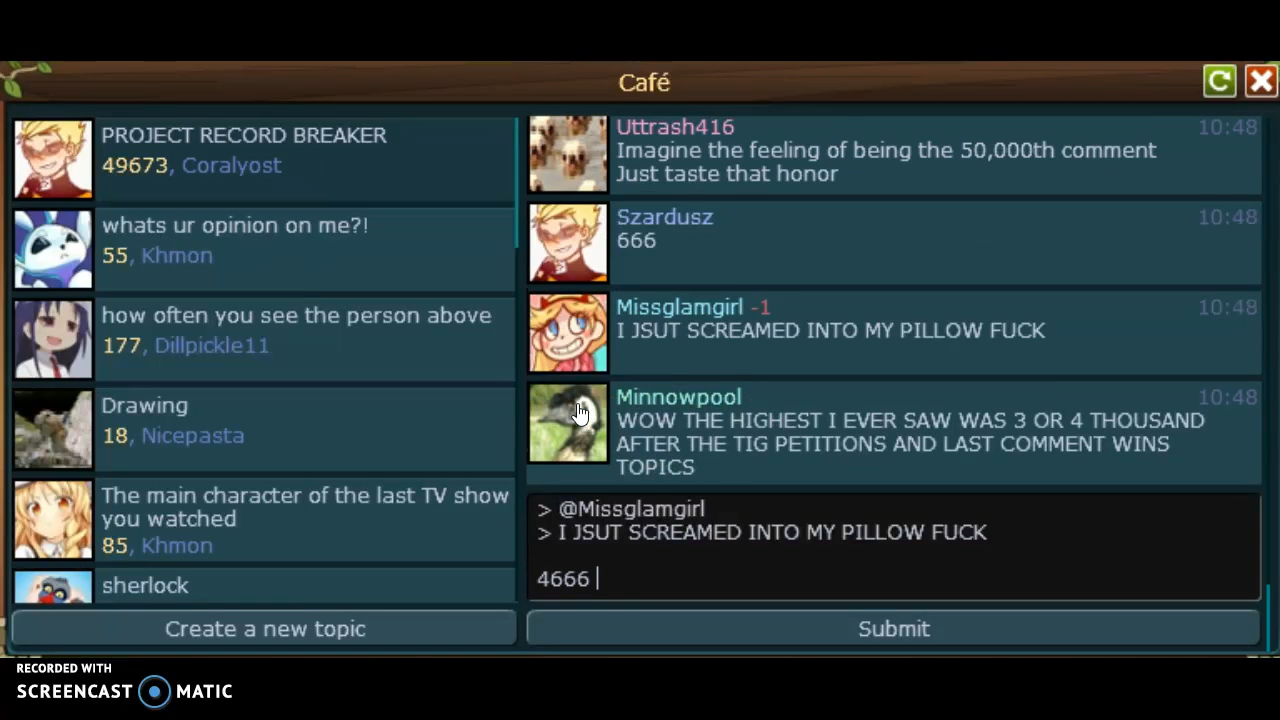 Café
PROJECT RECORD BREAKER
49673, Coralyost
whats ur opinion on me?!
55, Khmon
how often you see the person above
177, Dillpickle11
Drawing
18, Nicepasta
The main character of the last TV show
you watched
85, Khmon
sherlock
Create a new topic
Uttrash416 10:48
Imagine the feeling of being the 50,000th comment
Just taste that honor
Szardusz 10:48
666
Missglamgirl -1 10:48
I JSUT SCREAMED INTO MY PILLOW FUCK
Minnowpool 10:48
WOW THE HIGHEST I EVER SAW WAS 3 OR 4 THOUSAND
AFTER THE TIG PETITIONS AND LAST COMMENT WINS
TOPICS
> @Missglamgirl
> I JSUT SCREAMED INTO MY PILLOW FUCK
4666
Submit
RECORDED WITH
SCREENCAST MATIC